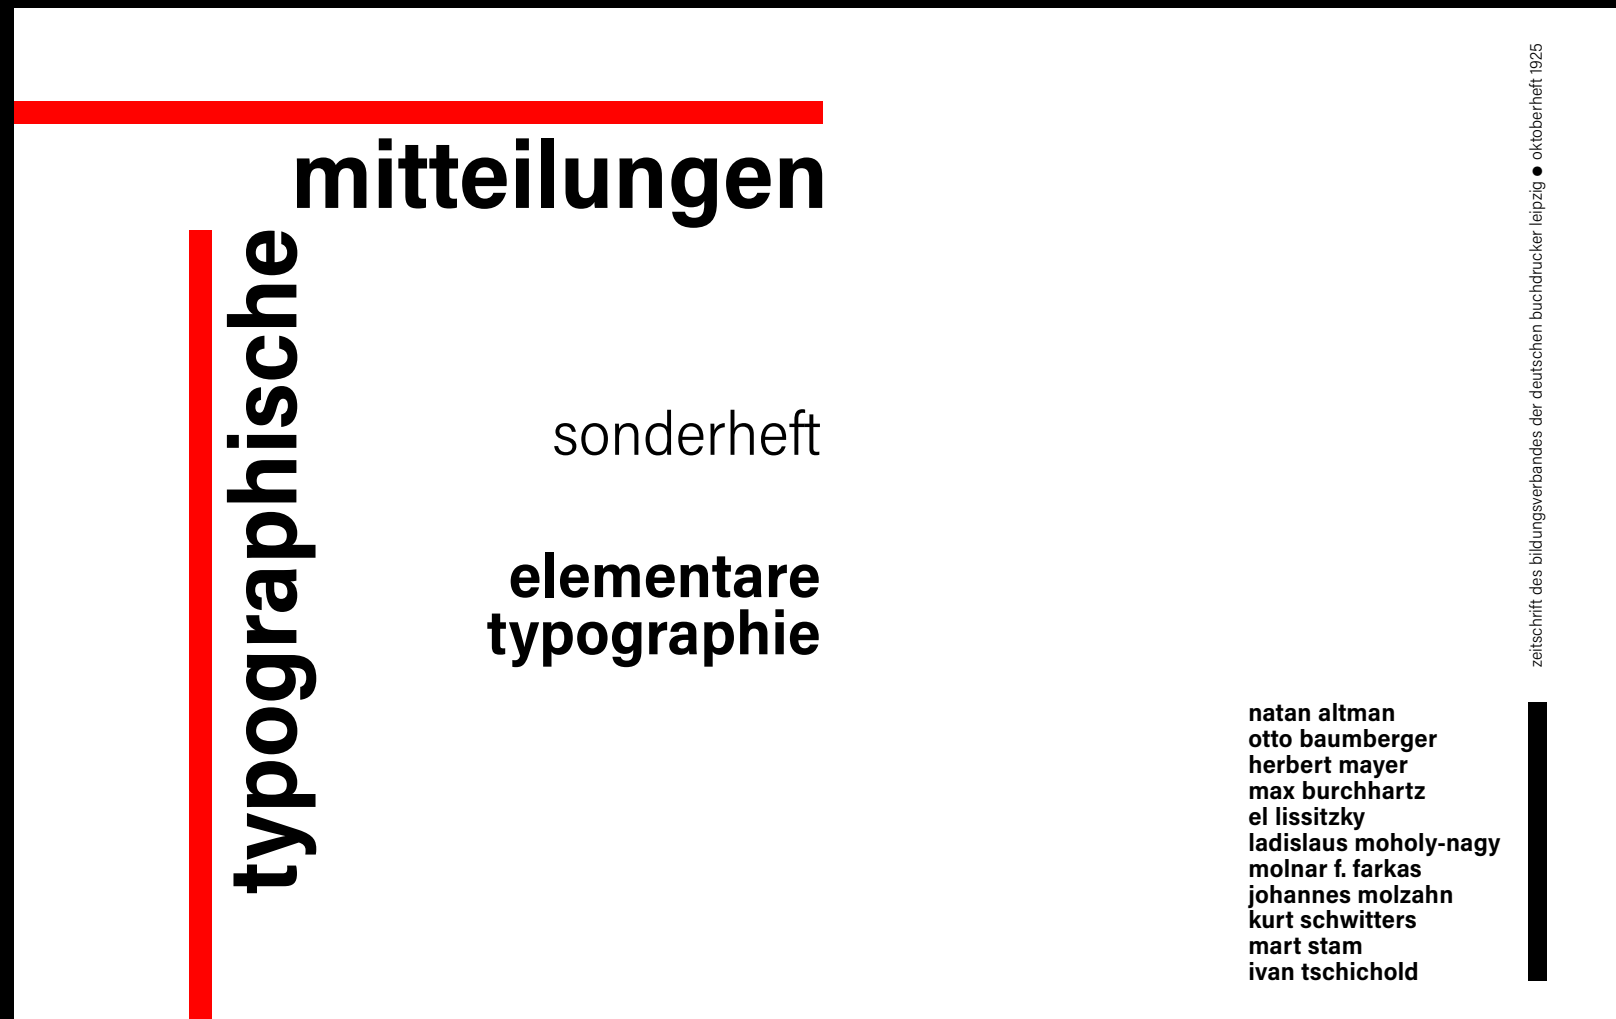 typographische
mitteilungen
sonderheft
elementare
typographie
zeitschrift des bildungsverbandes der deutschen buchdrucker leipzig ● oktoberheft 1925
natan altman
otto baumberger
herbert mayer
max burchhartz
el lissitzky
ladislaus moholy-nagy
molnar f. farkas
johannes molzahn
kurt schwitters
mart stam
ivan tschichold